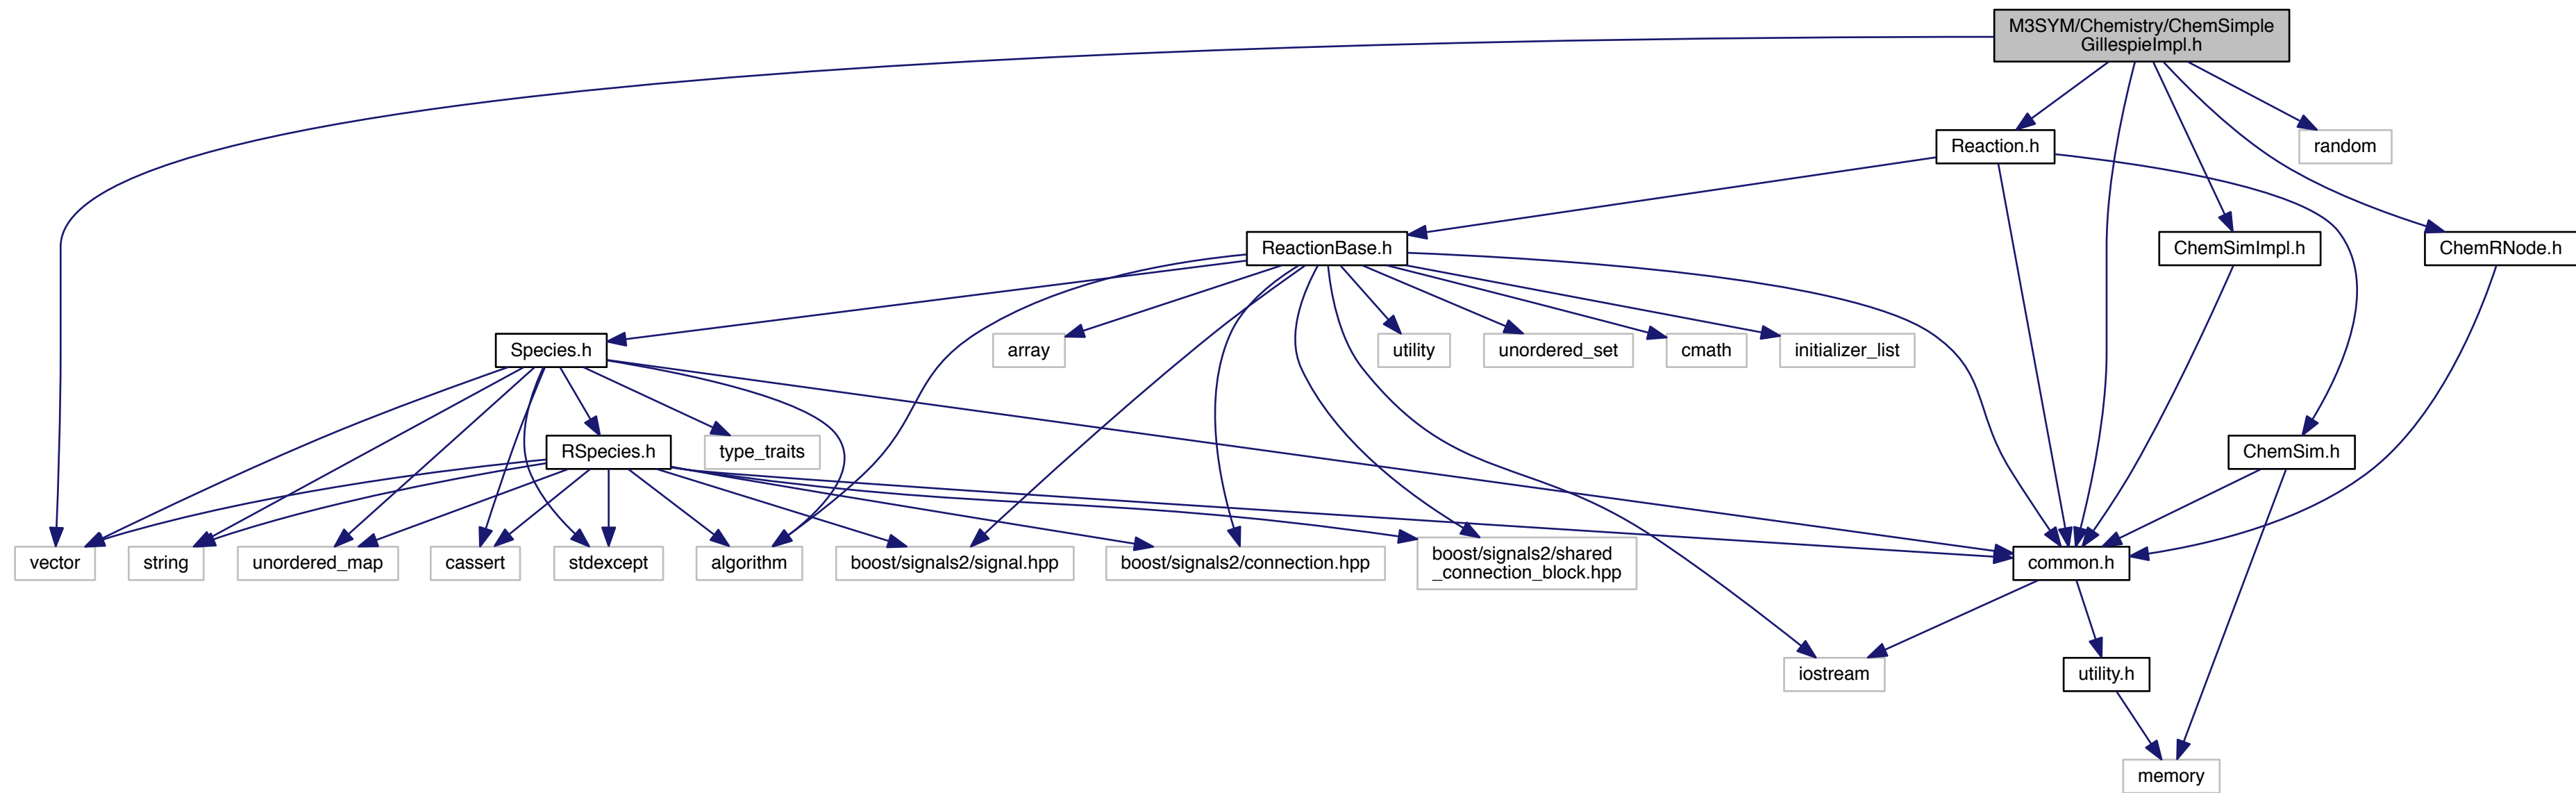 M3SYM/Chemistry/ChemSimple
GillespieImpl.h
Reaction.h
random
ReactionBase.h
ChemSimImpl.h
ChemRNode.h
Species.h
array
utility
unordered_set
cmath
initializer_list
RSpecies.h
type_traits
ChemSim.h
vector
string
unordered_map
cassert
stdexcept
algorithm
boost/signals2/signal.hpp
boost/signals2/connection.hpp
boost/signals2/shared
_connection_block.hpp
common.h
iostream
utility.h
memory